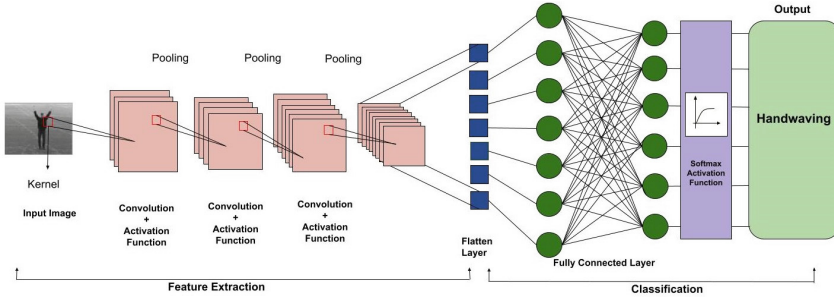 Output
Pooling
Pooling
Pooling
Kernel
Input Image
Convolution
+
Activation
Function
Convolution
+
Activation
Function
Convolution
+
Activation
Function
Flatten
Layer
Fully Connected Layer
Softmax
Activation
Function
Handwaving
Feature Extraction
Classification